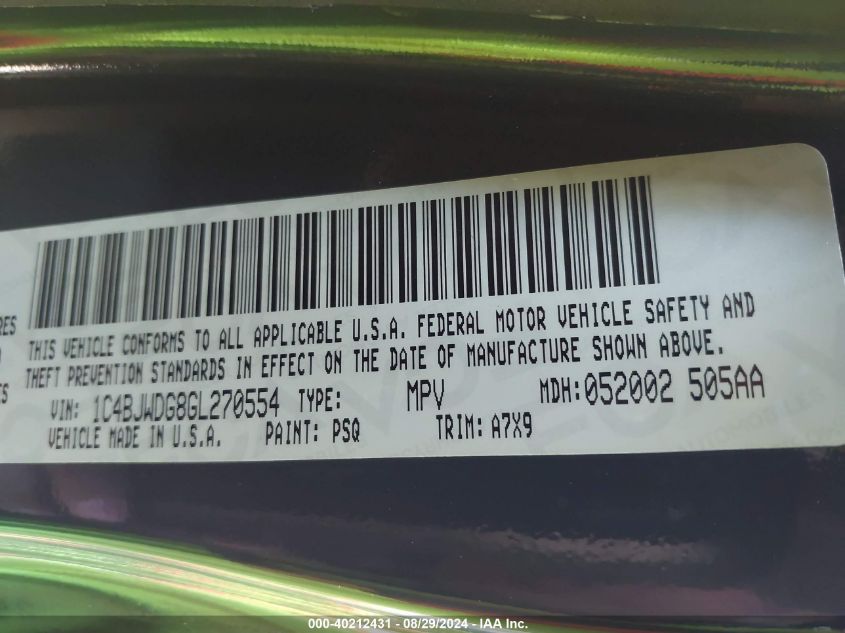 RES
THIS VEHICLE CONFORMS TO ALL APPLICABLE U.S.A. FEDERAL MOTOR VEHICLE SAFETY AND
THEFT PREVENTION STANDARDS IN EFFECT ON THE DATE OF MANUFACTURE SHOWN ABOVE.
ES
VIN: 1C4BJWDG8GL270554 TYPE: MPV MDH:052002 505AA
VEHICLE MADE IN U.S.A. PAINT: PSQ TRIM: A7X9
000-40212431 - 08/29/2024 - IAA Inc.